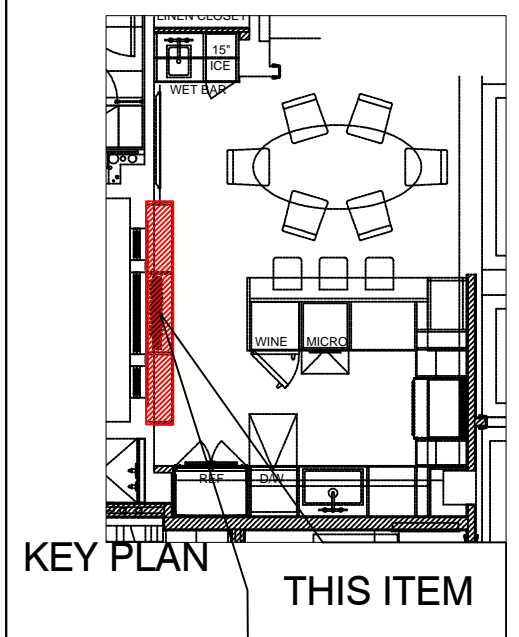 LINEN CLOSET
15"
ICE
WET BAR
WINE
MICRO
REF
D/W
KEY PLAN
THIS ITEM